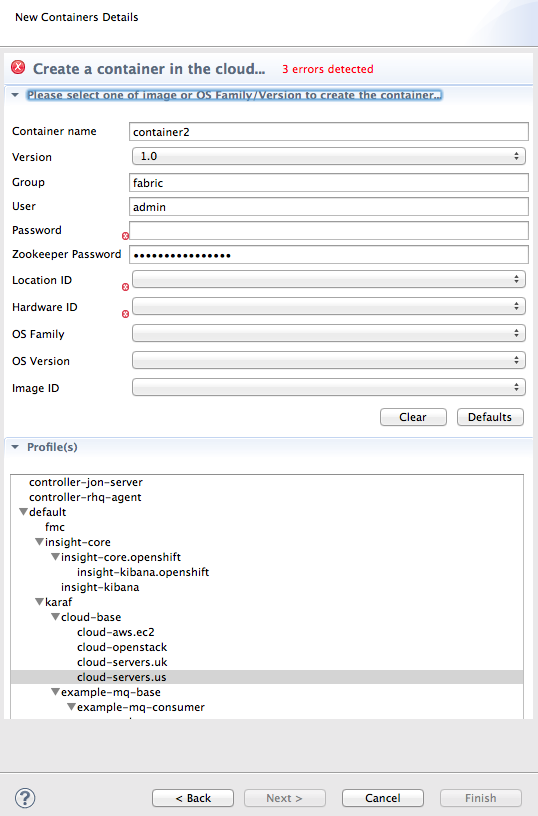 New Containers Details
Create a container in the cloud... 3 errors detected
Please select one of image or OS Family/Version to create the container...
Container name container2
Version 1.0
Group fabric
User admin
Password
Zookeeper Password ••••••••••••••••
Location ID
Hardware ID
OS Family
OS Version
Image ID
Clear Defaults
Profile(s)
controller-jon-server
controller-rhq-agent
default
fmc
insight-core
insight-core.openshift
insight-kibana.openshift
insight-kibana
karaf
cloud-base
cloud-aws.ec2
cloud-openstack
cloud-servers.uk
cloud-servers.us
example-mq-base
example-mq-consumer
< Back Next > Cancel Finish